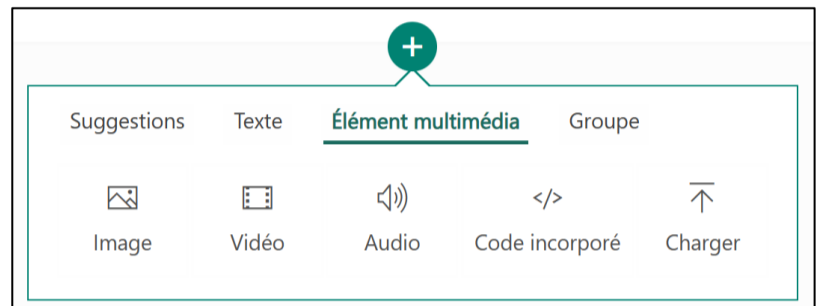 Suggestions Texte Élément multimédia Groupe
</>
Image Vidéo Audio Code incorporé Charger